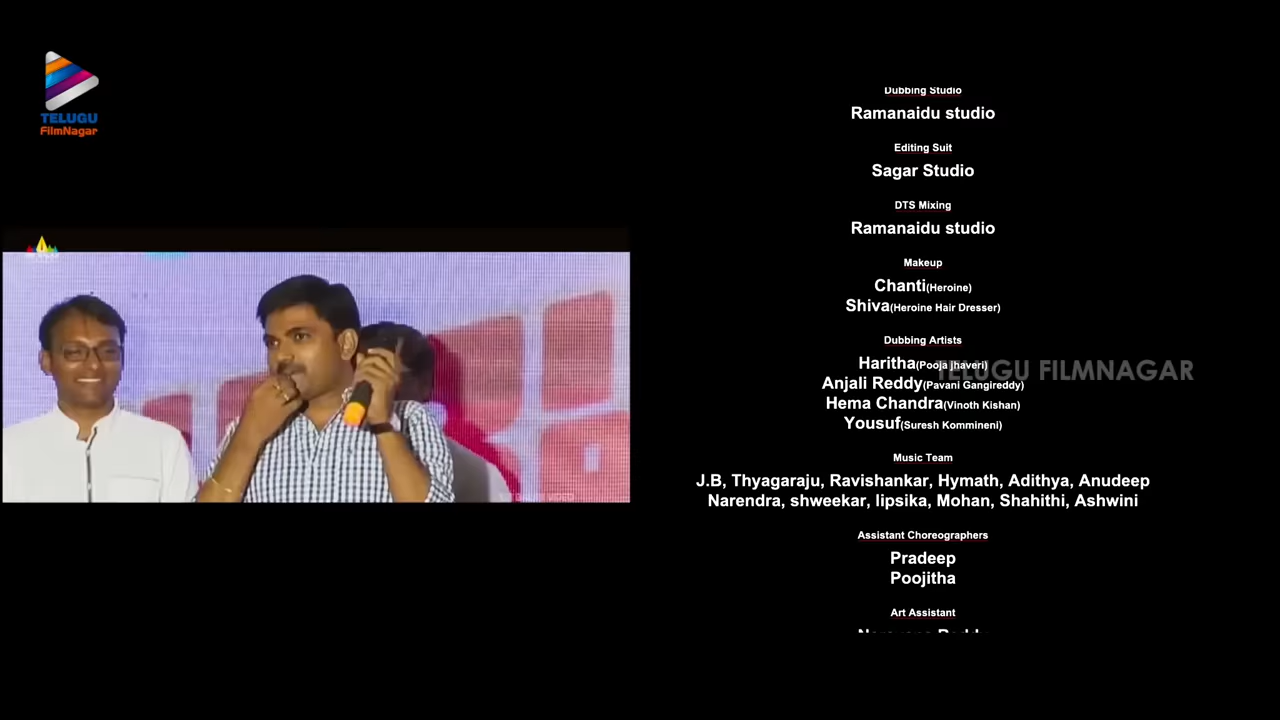 TELUGU
FilmNagar
Dubbing Studio
Ramanaidu studio
Editing Suit
Sagar Studio
DTS Mixing
Ramanaidu studio
Makeup
Chanti(Heroine)
Shiva(Heroine Hair Dresser)
Dubbing Artists
Haritha(Pooja jhaveri)
TELUGU FILMNAGAR
Anjali Reddy(Pavani Gangireddy)
Hema Chandra(Vinoth Kishan)
Yousuf(Suresh Kommineni)
Music Team
J.B, Thyagaraju, Ravishankar, Hymath, Adithya, Anudeep
Narendra, shweekar, lipsika, Mohan, Shahithi, Ashwini
Assistant Choreographers
Pradeep
Poojitha
Art Assistant